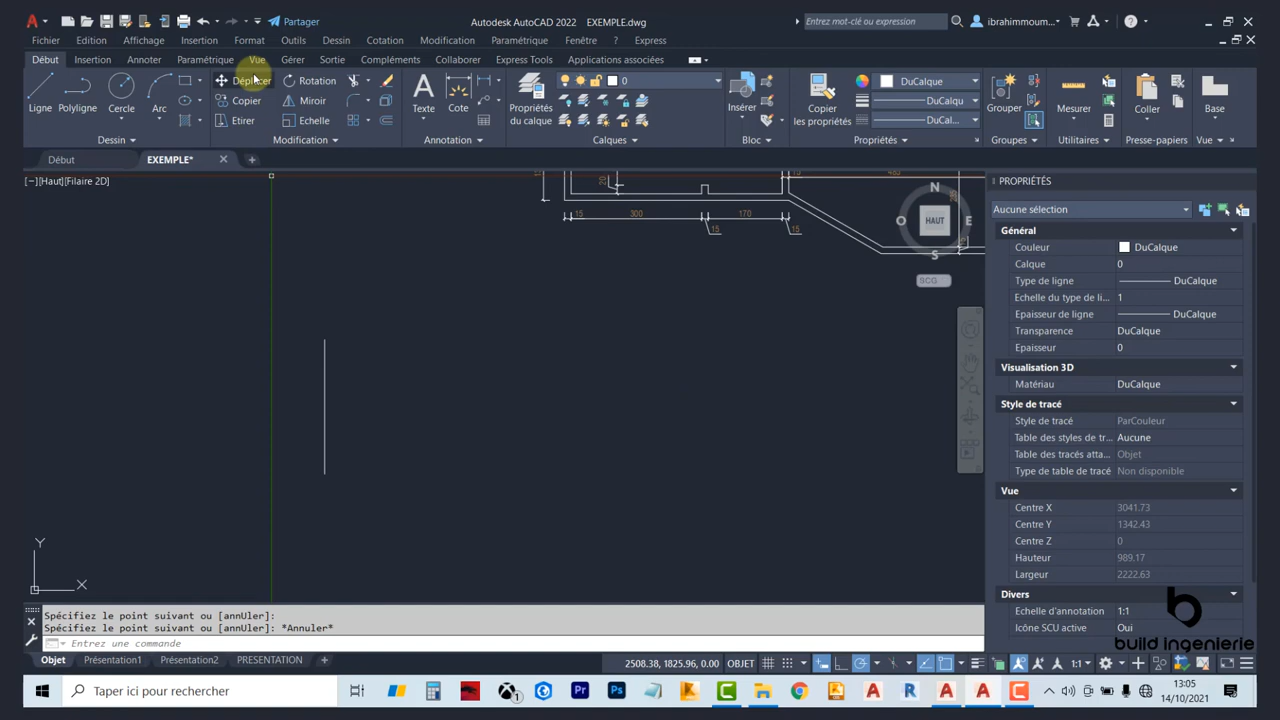 Partager
Autodesk AutoCAD 2022 EXEMPLE.dwg
Entrez mot-clé ou expression
ibrahimmoum...
Fichier Edition Affichage Insertion Format Outils Dessin Cotation Modification Paramétrique Fenêtre ? Express
Début Insertion Annoter Paramétrique Vue Gérer Sortie Compléments Collaborer Express Tools Applications associées
Ligne Polyligne Cercle Arc
Déplacer Rotation
Copier Miroir
Etirer Echelle
Texte Cote
Propriétés du calque
0
Insérer
Copier les propriétés
DuCalque
DuCalqu
DuCal...
Grouper
Mesurer
Coller
Base
Dessin Modification Annotation Calques Bloc Propriétés Groupes Utilitaires Presse-papiers Vue
Début EXEMPLE*
[−][Haut][Filaire 2D]
20
15 300 170
15 15
N
O HAUT E
S
SCG
PROPRIÉTÉS
Aucune sélection
Général
Couleur DuCalque
Calque 0
Type de ligne DuCalque
Echelle du type de li... 1
Epaisseur de ligne DuCalque
Transparence DuCalque
Epaisseur 0
Visualisation 3D
Matériau DuCalque
Style de tracé
Style de tracé ParCouleur
Table des styles de tr... Aucune
Table des tracés atta... Objet
Type de table de tracé Non disponible
Vue
Centre X 3041.73
Centre Y 1342.43
Centre Z 0
Hauteur 989.17
Largeur 2222.63
Divers
Echelle d'annotation 1:1
Icône SCU active Oui
Y
X
Spécifiez le point suivant ou [annUler]:
Spécifiez le point suivant ou [annUler]: *Annuler*
Entrez une commande
build ingenierie
Objet Présentation1 Présentation2 PRESENTATION
2508.38, 1825.96, 0.00 OBJET
1:1
Taper ici pour rechercher
13:05
14/10/2021